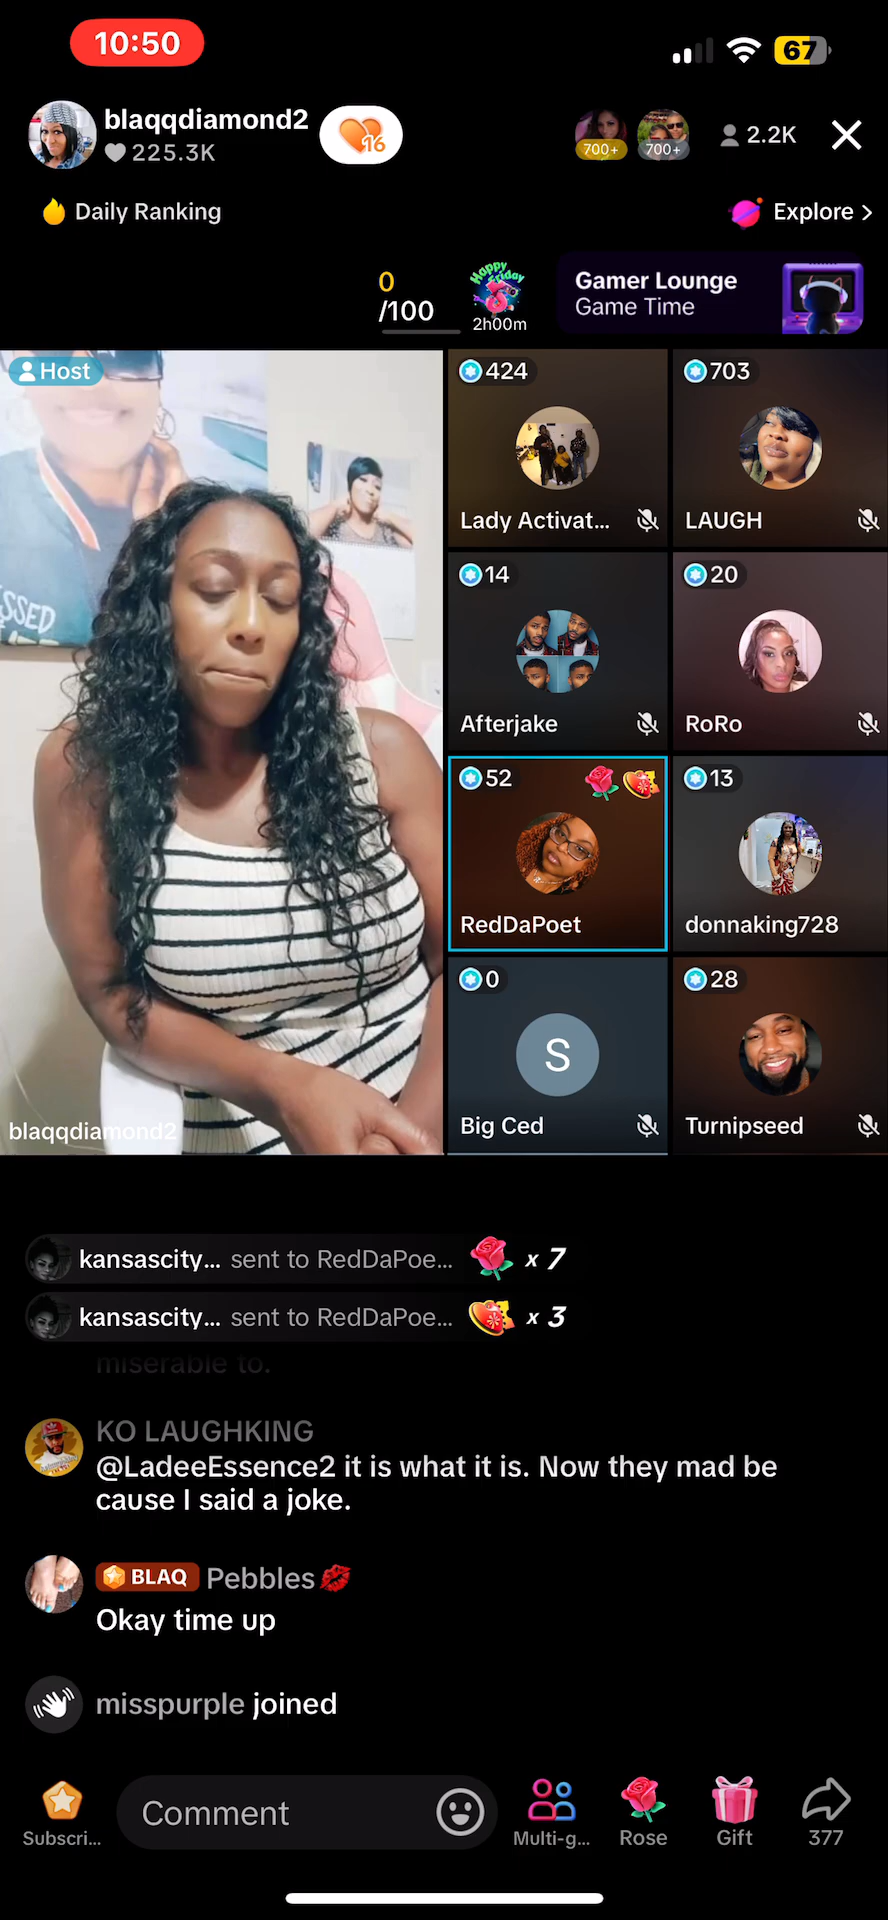 10:50
67
blaqqdiamond2
225.3K
16
700+
700+
2.2K
Daily Ranking
Explore >
0
/100
Happy Friday
2h00m
Gamer Lounge
Game Time
Host
SSED
blaqqdiamond2
424
Lady Activat...
703
LAUGH
14
Afterjake
20
RoRo
52
RedDaPoet
13
donnaking728
0
S
Big Ced
28
Turnipseed
kansascity... sent to RedDaPoe... x 7
kansascity... sent to RedDaPoe... x 3
miserable to.
KO LAUGHKING
@LadeeEssence2 it is what it is. Now they mad be
cause I said a joke.
BLAQ Pebbles
Okay time up
misspurple joined
Comment
Subscri...
Multi-g...
Rose
Gift
377